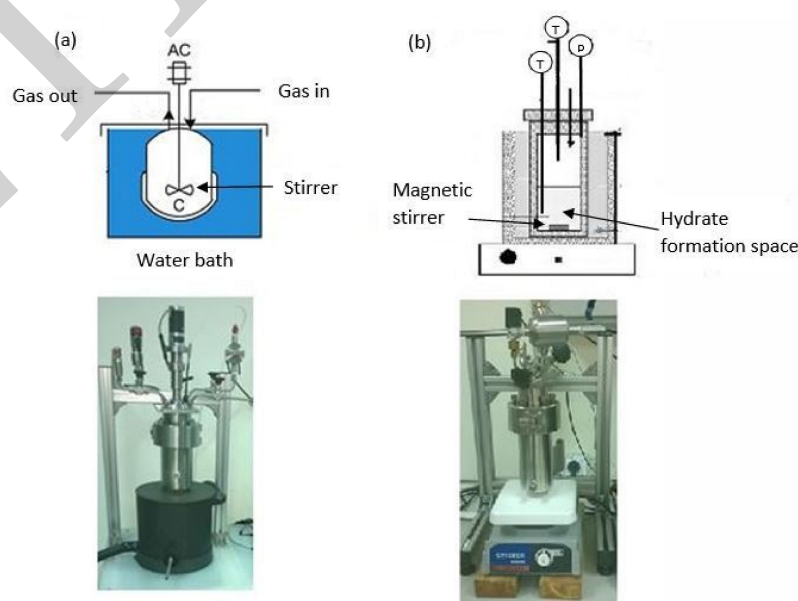 (a)
AC
Gas out
Gas in
Stirrer
C
Water bath
(b)
T
T
P
Magnetic
stirrer
Hydrate
formation space